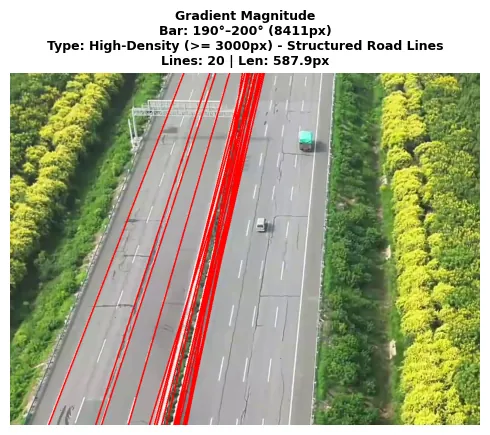 Gradient Magnitude
Bar: 190°–200° (8411px)
Type: High-Density (>= 3000px) - Structured Road Lines
Lines: 20 | Len: 587.9px